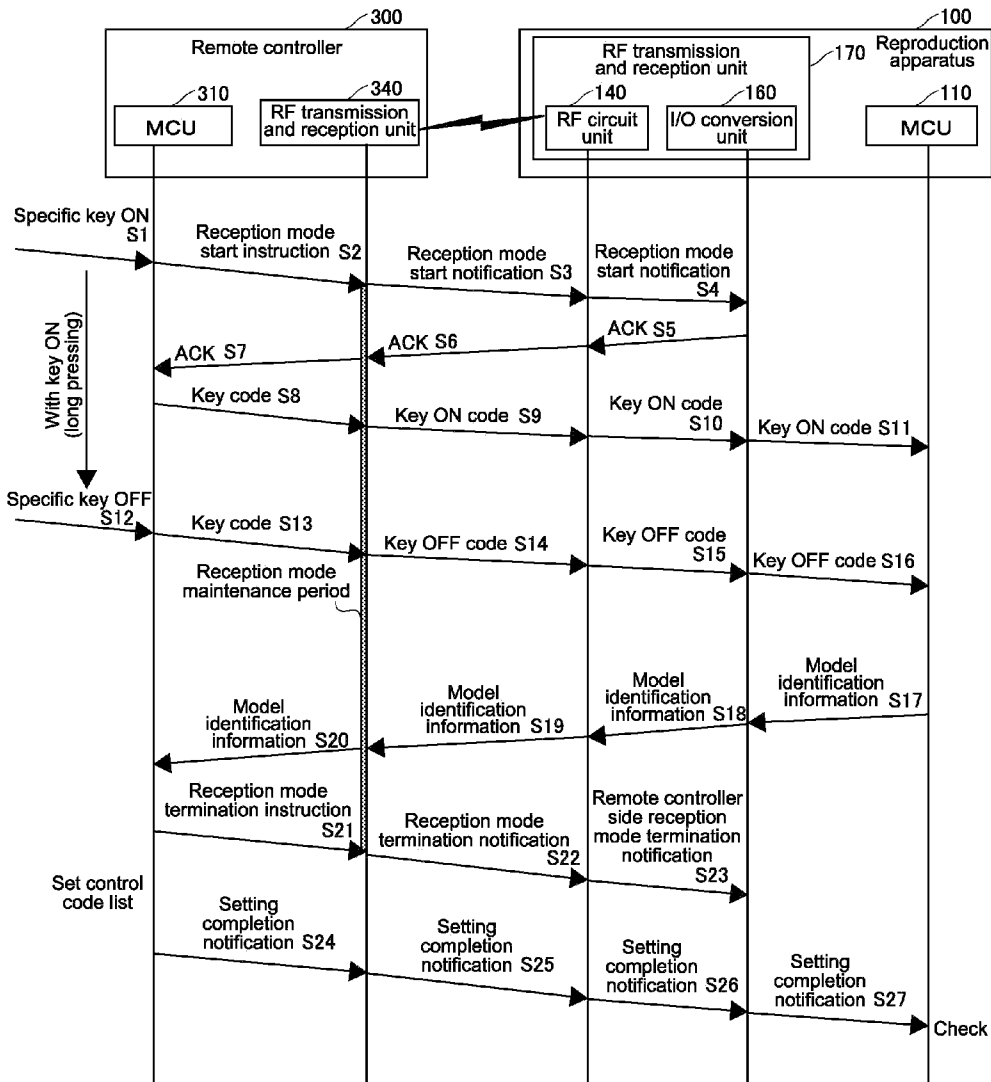 300
100
Remote controller
RF transmission
and reception unit
170
Reproduction
apparatus
310
340
140
160
110
MCU
RF transmission
and reception unit
RF circuit
unit
I/O conversion
unit
MCU
Specific key ON
S1
Reception mode
start instruction S2
Reception mode
start notification S3
Reception mode
start notification
S4
With key ON
(long pressing)
ACK S7
ACK S6
ACK S5
Key code S8
Key ON code S9
Key ON code
S10
Key ON code S11
Specific key OFF
S12
Key code S13
Key OFF code S14
Key OFF code
S15
Key OFF code S16
Reception mode
maintenance period
Model
identification
information S20
Model
identification
information S19
Model
identification
information S18
Model
identification
information S17
Reception mode
termination instruction
S21
Reception mode
termination notification
S22
Remote controller
side reception
mode termination
notification
S23
Set control
code list
Setting
completion
notification S24
Setting
completion
notification S25
Setting
completion
notification S26
Setting
completion
notification S27
Check